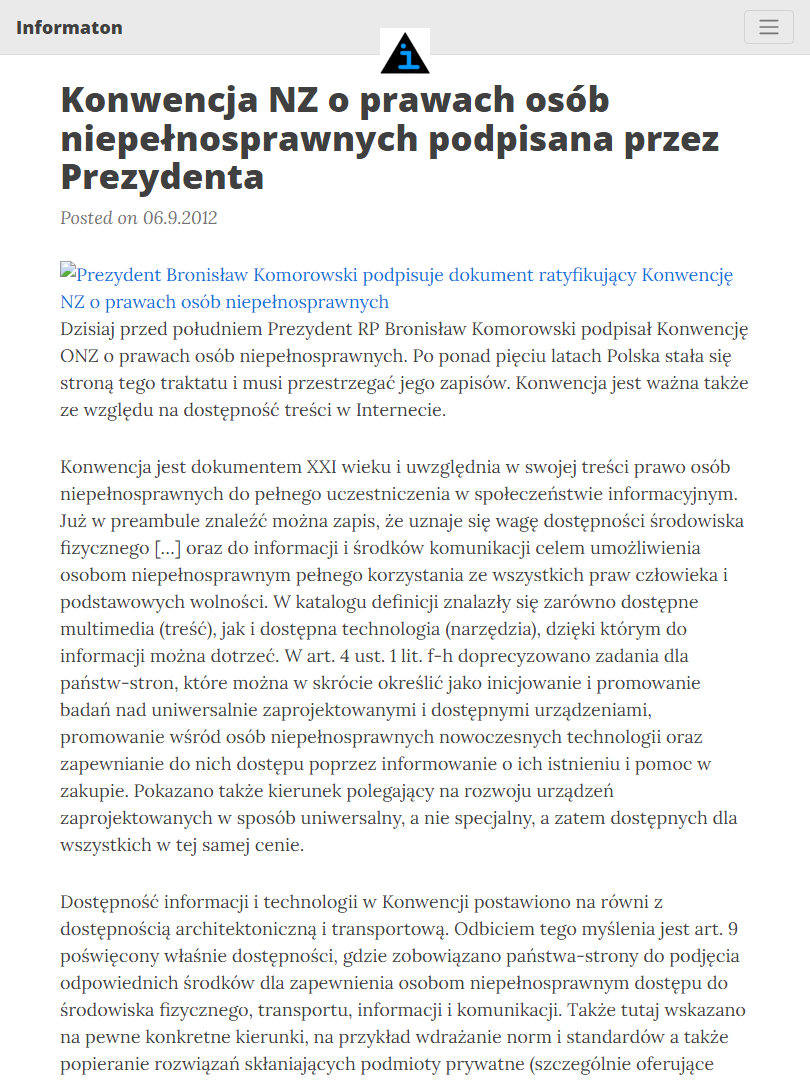 Informaton
Konwencja NZ o prawach osób
niepełnosprawnych podpisana przez
Prezydenta
Posted on 06.9.2012
Prezydent Bronisław Komorowski podpisuje dokument ratyfikujący Konwencję
NZ o prawach osób niepełnosprawnych
Dzisiaj przed południem Prezydent RP Bronisław Komorowski podpisał Konwencję
ONZ o prawach osób niepełnosprawnych. Po ponad pięciu latach Polska stała się
stroną tego traktatu i musi przestrzegać jego zapisów. Konwencja jest ważna także
ze względu na dostępność treści w Internecie.
Konwencja jest dokumentem XXI wieku i uwzględnia w swojej treści prawo osób
niepełnosprawnych do pełnego uczestniczenia w społeczeństwie informacyjnym.
Już w preambule znaleźć można zapis, że uznaje się wagę dostępności środowiska
fizycznego [...] oraz do informacji i środków komunikacji celem umożliwienia
osobom niepełnosprawnym pełnego korzystania ze wszystkich praw człowieka i
podstawowych wolności. W katalogu definicji znalazły się zarówno dostępne
multimedia (treść), jak i dostępna technologia (narzędzia), dzięki którym do
informacji można dotrzeć. W art. 4 ust. 1 lit. f-h doprecyzowano zadania dla
państw-stron, które można w skrócie określić jako inicjowanie i promowanie
badań nad uniwersalnie zaprojektowanymi i dostępnymi urządzeniami,
promowanie wśród osób niepełnosprawnych nowoczesnych technologii oraz
zapewnianie do nich dostępu poprzez informowanie o ich istnieniu i pomoc w
zakupie. Pokazano także kierunek polegający na rozwoju urządzeń
zaprojektowanych w sposób uniwersalny, a nie specjalny, a zatem dostępnych dla
wszystkich w tej samej cenie.
Dostępność informacji i technologii w Konwencji postawiono na równi z
dostępnością architektoniczną i transportową. Odbiciem tego myślenia jest art. 9
poświęcony właśnie dostępności, gdzie zobowiązano państwa-strony do podjęcia
odpowiednich środków dla zapewnienia osobom niepełnosprawnym dostępu do
środowiska fizycznego, transportu, informacji i komunikacji. Także tutaj wskazano
na pewne konkretne kierunki, na przykład wdrażanie norm i standardów a także
popieranie rozwiązań skłaniających podmioty prywatne (szczególnie oferujące